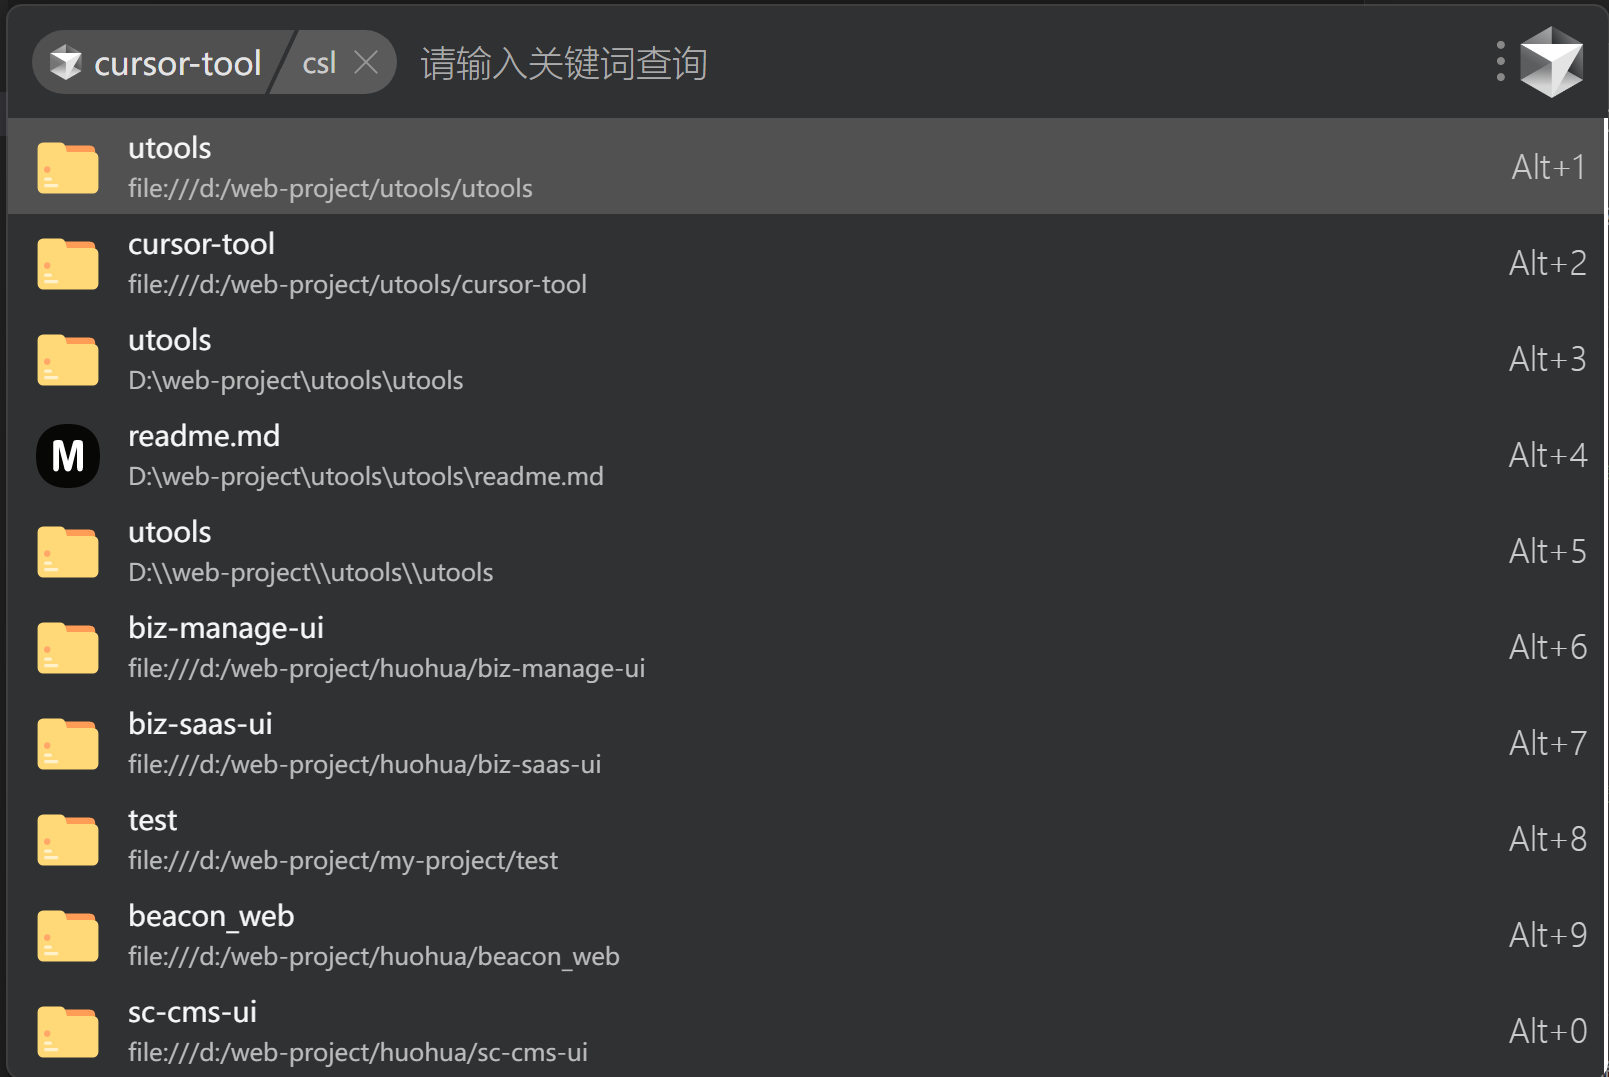 cursor-tool csl 请输入关键词查询
utools
file:///d:/web-project/utools/utools
Alt+1
cursor-tool
file:///d:/web-project/utools/cursor-tool
Alt+2
utools
D:\web-project\utools\utools
Alt+3
M
readme.md
D:\web-project\utools\utools\readme.md
Alt+4
utools
D:\\web-project\\utools\\utools
Alt+5
biz-manage-ui
file:///d:/web-project/huohua/biz-manage-ui
Alt+6
biz-saas-ui
file:///d:/web-project/huohua/biz-saas-ui
Alt+7
test
file:///d:/web-project/my-project/test
Alt+8
beacon_web
file:///d:/web-project/huohua/beacon_web
Alt+9
sc-cms-ui
file:///d:/web-project/huohua/sc-cms-ui
Alt+0